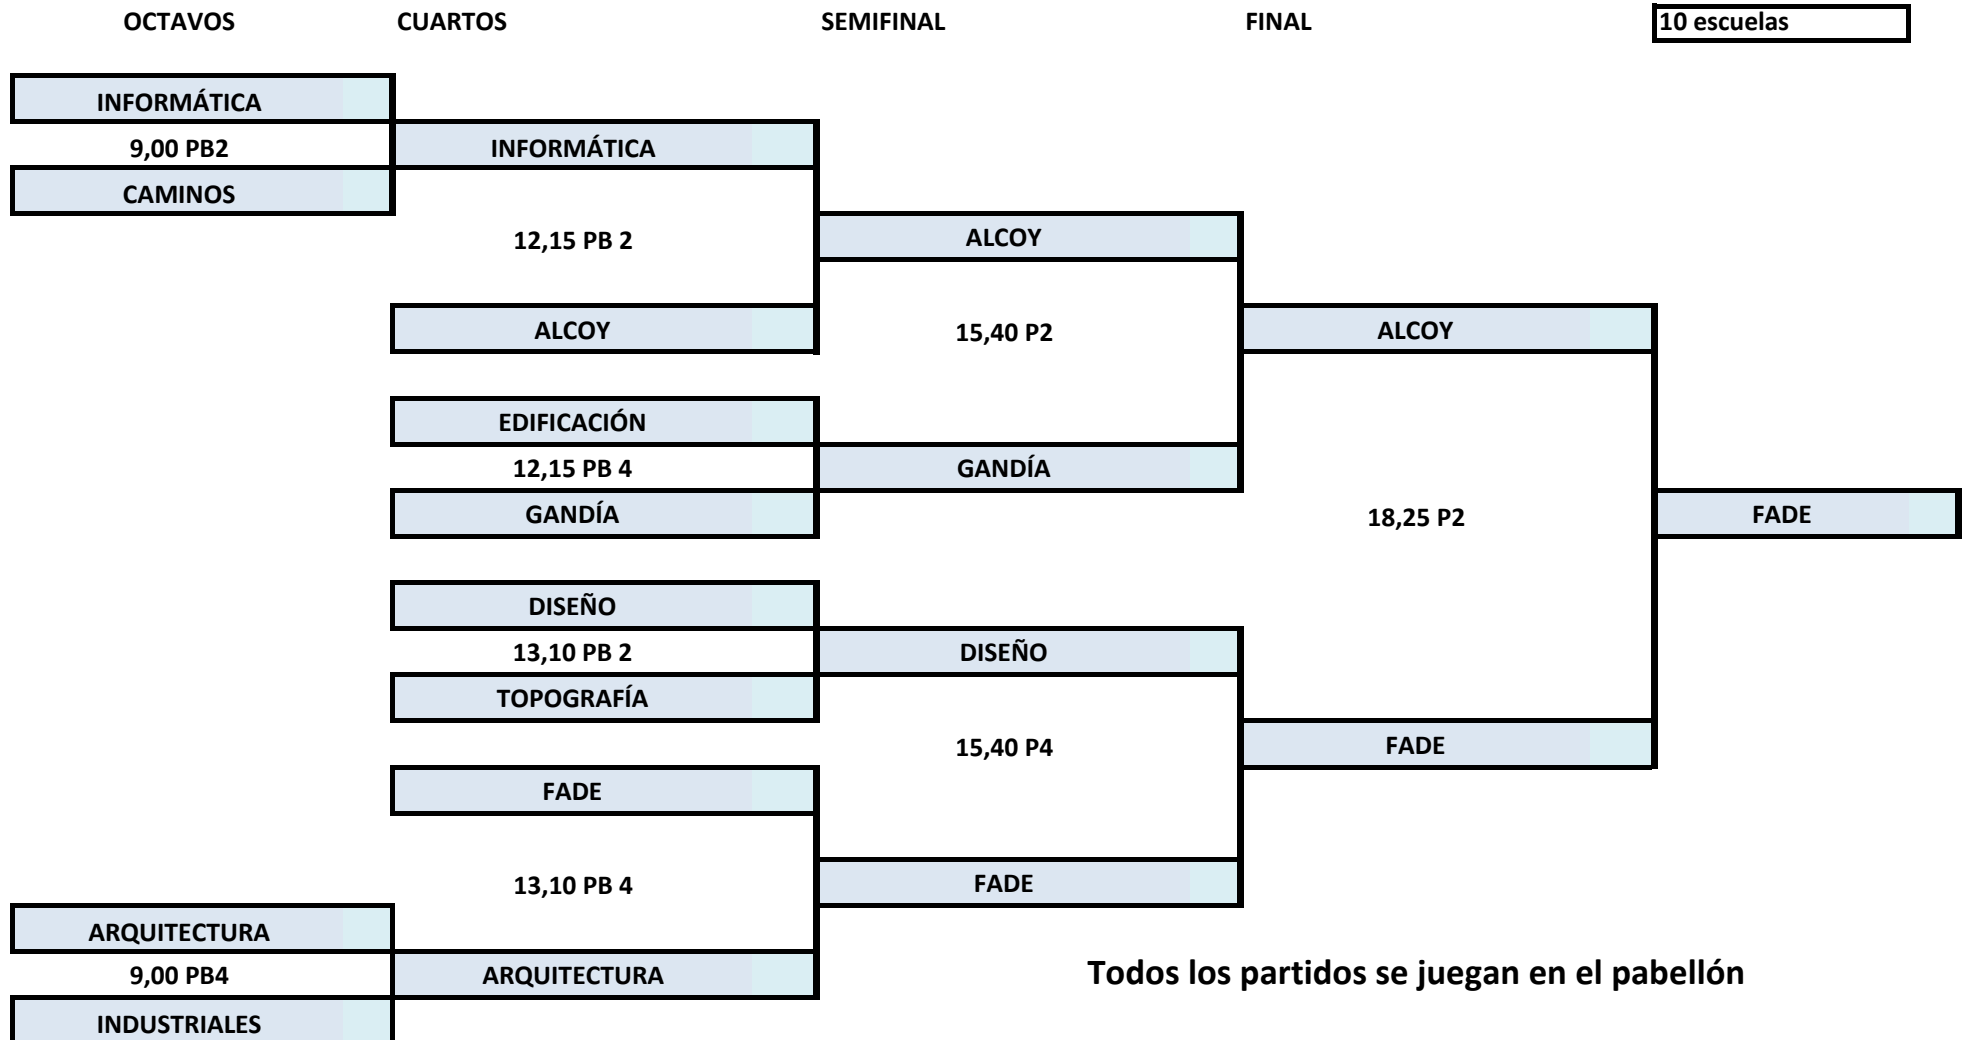 OCTAVOS CUARTOS SEMIFINAL FINAL 10 escuelas
INFORMÁTICA
9,00 PB2 INFORMÁTICA
CAMINOS
12,15 PB 2 ALCOY
ALCOY 15,40 P2 ALCOY
EDIFICACIÓN
12,15 PB 4 GANDÍA
GANDÍA 18,25 P2 FADE
DISEÑO
13,10 PB 2 DISEÑO
TOPOGRAFÍA
15,40 P4 FADE
FADE
13,10 PB 4 FADE
ARQUITECTURA
9,00 PB4 ARQUITECTURA Todos los partidos se juegan en el pabellón
INDUSTRIALES